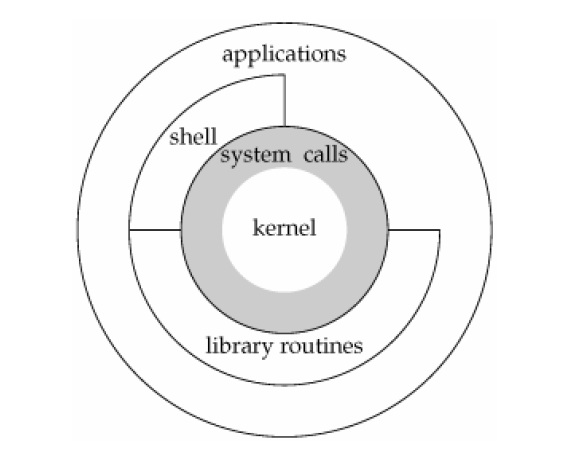 applications
shell
system calls
kernel
library routines